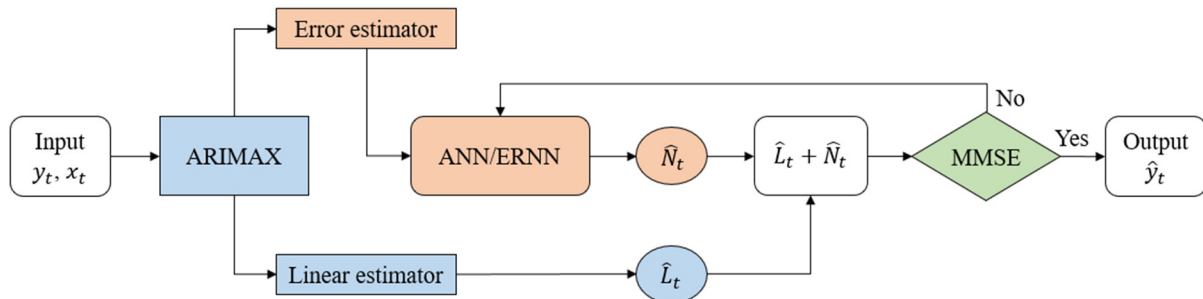 Error estimator
No
Input
y_t, x_t
ARIMAX
ANN/ERNN
N̂_t
L̂_t + N̂_t
MMSE
Yes
Output
ŷ_t
Linear estimator
L̂_t